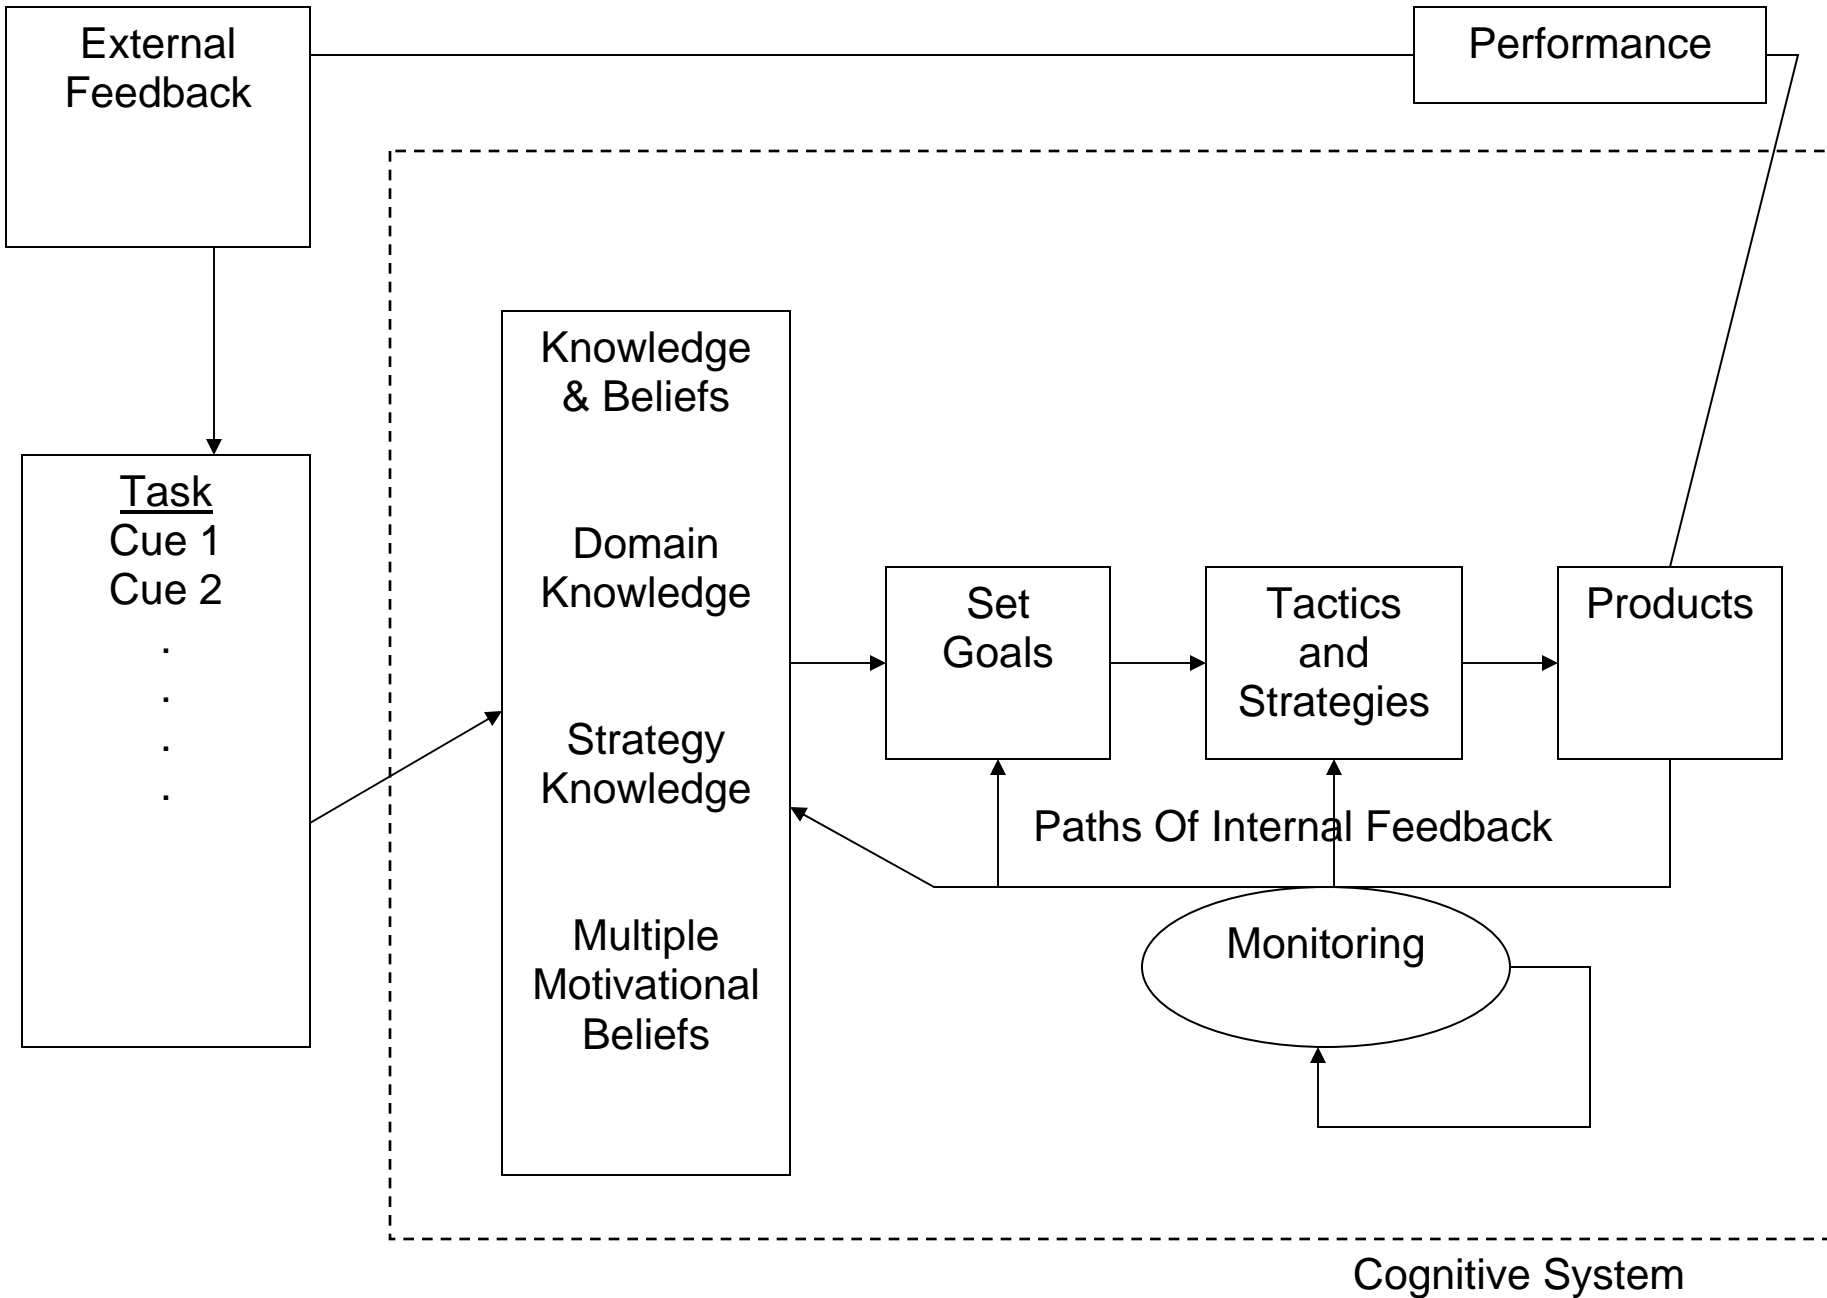 External
Feedback
Performance
Task
Cue 1
Cue 2
.
.
.
.
Knowledge
& Beliefs
Domain
Knowledge
Strategy
Knowledge
Multiple
Motivational
Beliefs
Set
Goals
Tactics
and
Strategies
Products
Paths Of Internal Feedback
Monitoring
Cognitive System